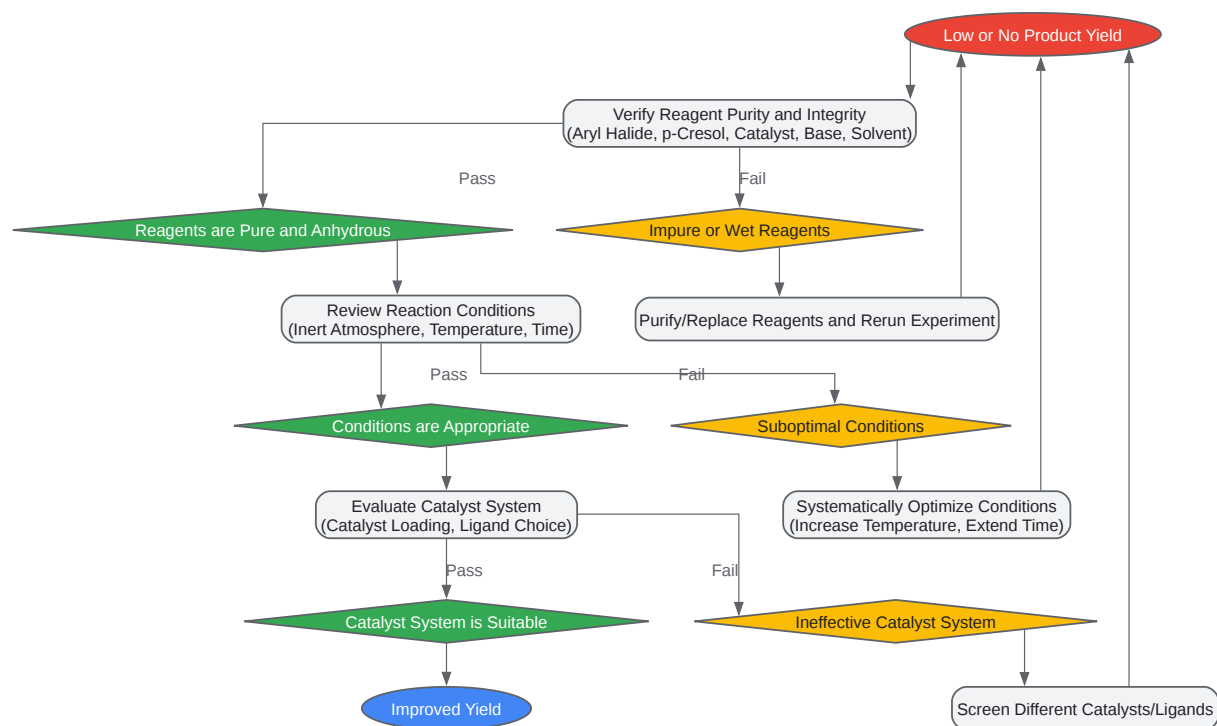 Low or No Product Yield
Verify Reagent Purity and Integrity
(Aryl Halide, p-Cresol, Catalyst, Base, Solvent)
Pass
Fail
Reagents are Pure and Anhydrous
Impure or Wet Reagents
Review Reaction Conditions
(Inert Atmosphere, Temperature, Time)
Purify/Replace Reagents and Rerun Experiment
Pass
Fail
Conditions are Appropriate
Suboptimal Conditions
Evaluate Catalyst System
(Catalyst Loading, Ligand Choice)
Systematically Optimize Conditions
(Increase Temperature, Extend Time)
Pass
Fail
Catalyst System is Suitable
Ineffective Catalyst System
Improved Yield
Screen Different Catalysts/Ligands